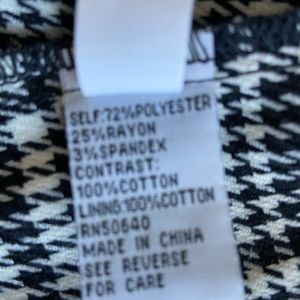 SELF:72%POLYESTER
25%RAYON
3%SPANDEX
CONTRAST:
100%COTTON
LINING:100%COTTON
RN50640
MADE IN CHINA
SEE REVERSE
FOR CARE